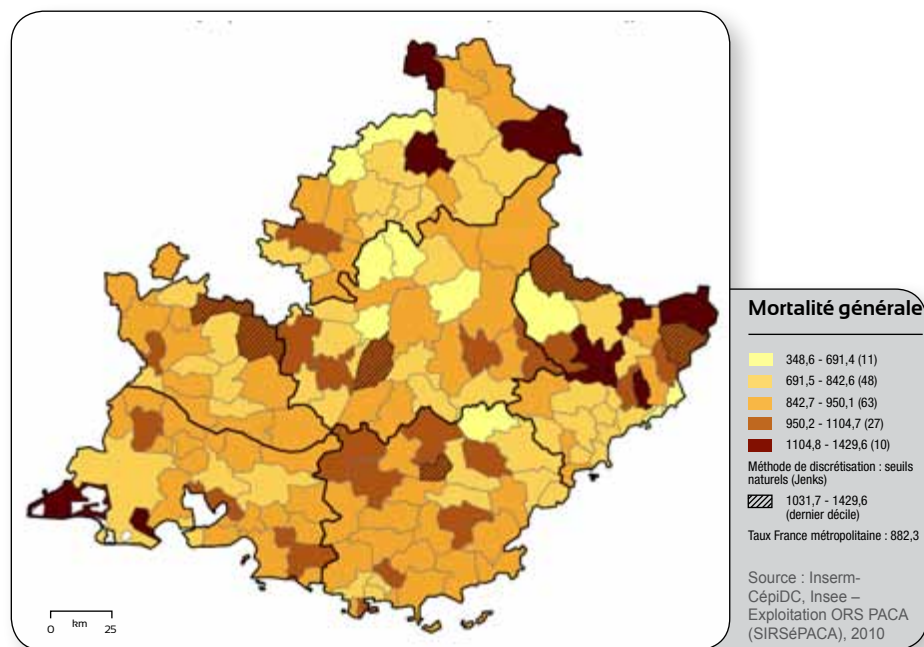 Mortalité générale
348,6 - 691,4 (11)
691,5 - 842,6 (48)
842,7 - 950,1 (63)
950,2 - 1104,7 (27)
1104,8 - 1429,6 (10)
Méthode de discrétisation : seuils
naturels (Jenks)
1031,7 - 1429,6
(dernier décile)
Taux France métropolitaine : 882,3
Source : Inserm-
CépiDC, Insee –
Exploitation ORS PACA
(SIRSéPACA), 2010
0 km 25